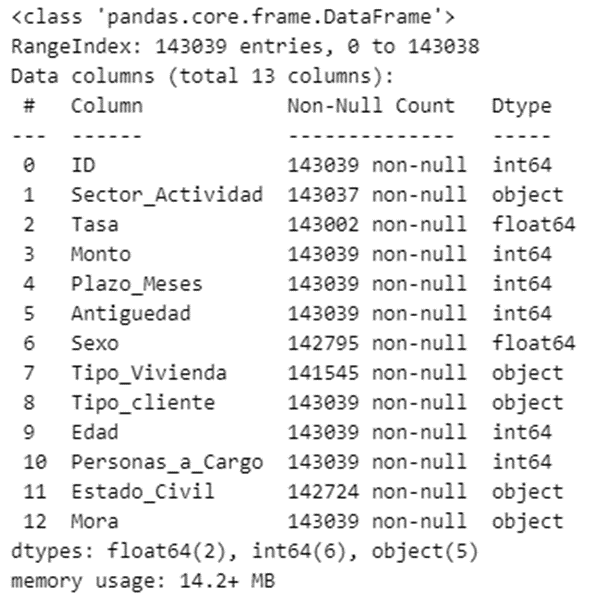 <class 'pandas.core.frame.DataFrame'>
RangeIndex: 143039 entries, 0 to 143038
Data columns (total 13 columns):
 #   Column            Non-Null Count   Dtype
---  ------            --------------   -----
 0   ID                143039 non-null  int64
 1   Sector_Actividad  143037 non-null  object
 2   Tasa              143002 non-null  float64
 3   Monto             143039 non-null  int64
 4   Plazo_Meses       143039 non-null  int64
 5   Antiguedad        143039 non-null  int64
 6   Sexo              142795 non-null  float64
 7   Tipo_Vivienda     141545 non-null  object
 8   Tipo_cliente      143039 non-null  object
 9   Edad              143039 non-null  int64
 10  Personas_a_Cargo  143039 non-null  int64
 11  Estado_Civil      142724 non-null  object
 12  Mora              143039 non-null  object
dtypes: float64(2), int64(6), object(5)
memory usage: 14.2+ MB